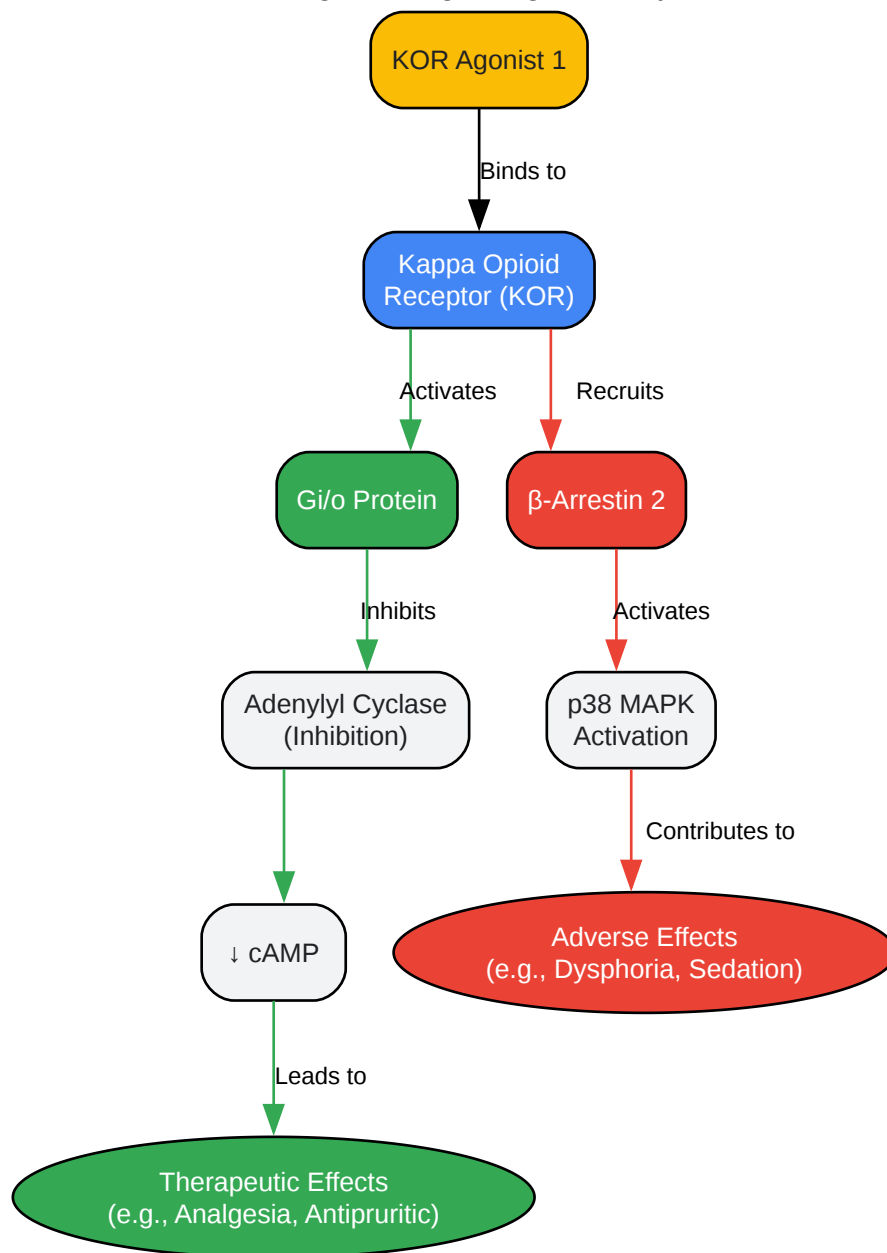 KOR Agonist 1
Binds to
Kappa Opioid
Receptor (KOR)
Activates
Recruits
Gi/o Protein
β-Arrestin 2
Inhibits
Activates
Adenylyl Cyclase
(Inhibition)
p38 MAPK
Activation
Contributes to
↓ cAMP
Adverse Effects
(e.g., Dysphoria, Sedation)
Leads to
Therapeutic Effects
(e.g., Analgesia, Antipruritic)